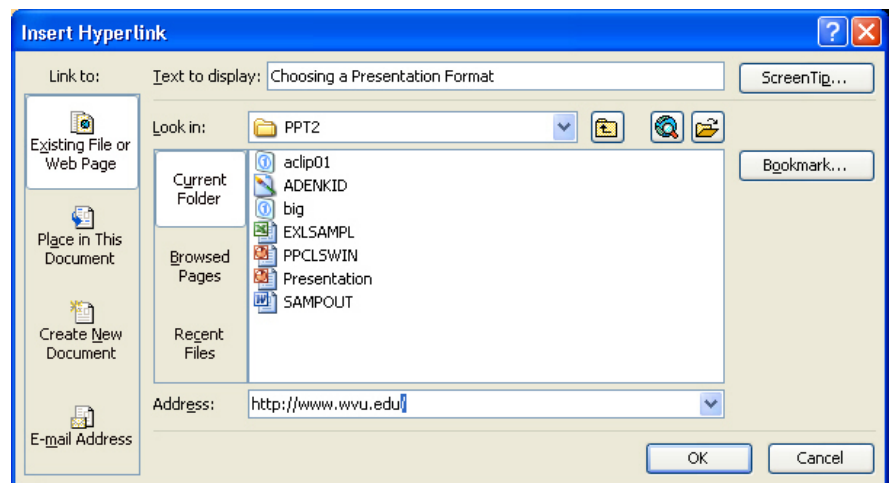 Insert Hyperlink
Link to:
Text to display: Choosing a Presentation Format
ScreenTip...
Existing File or
Web Page
Look in: PPT2
Bookmark...
Current
Folder
aclip01
ADENKID
big
EXLSAMPL
PPCLSWIN
Presentation
SAMPOUT
Place in This
Document
Browsed
Pages
Create New
Document
Recent
Files
Address: http://www.wvu.edu/
E-mail Address
OK
Cancel